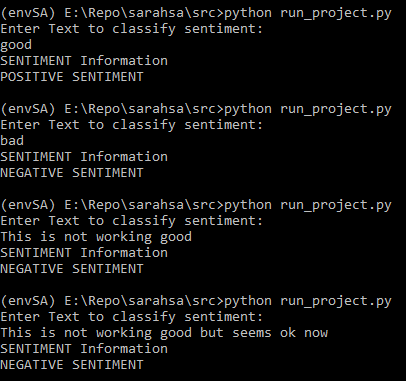 (envSA) E:\Repo\sarahsa\src>python run_project.py
Enter Text to classify sentiment:
good
SENTIMENT Information
POSITIVE SENTIMENT
(envSA) E:\Repo\sarahsa\src>python run_project.py
Enter Text to classify sentiment:
bad
SENTIMENT Information
NEGATIVE SENTIMENT
(envSA) E:\Repo\sarahsa\src>python run_project.py
Enter Text to classify sentiment:
This is not working good
SENTIMENT Information
NEGATIVE SENTIMENT
(envSA) E:\Repo\sarahsa\src>python run_project.py
Enter Text to classify sentiment:
This is not working good but seems ok now
SENTIMENT Information
NEGATIVE SENTIMENT